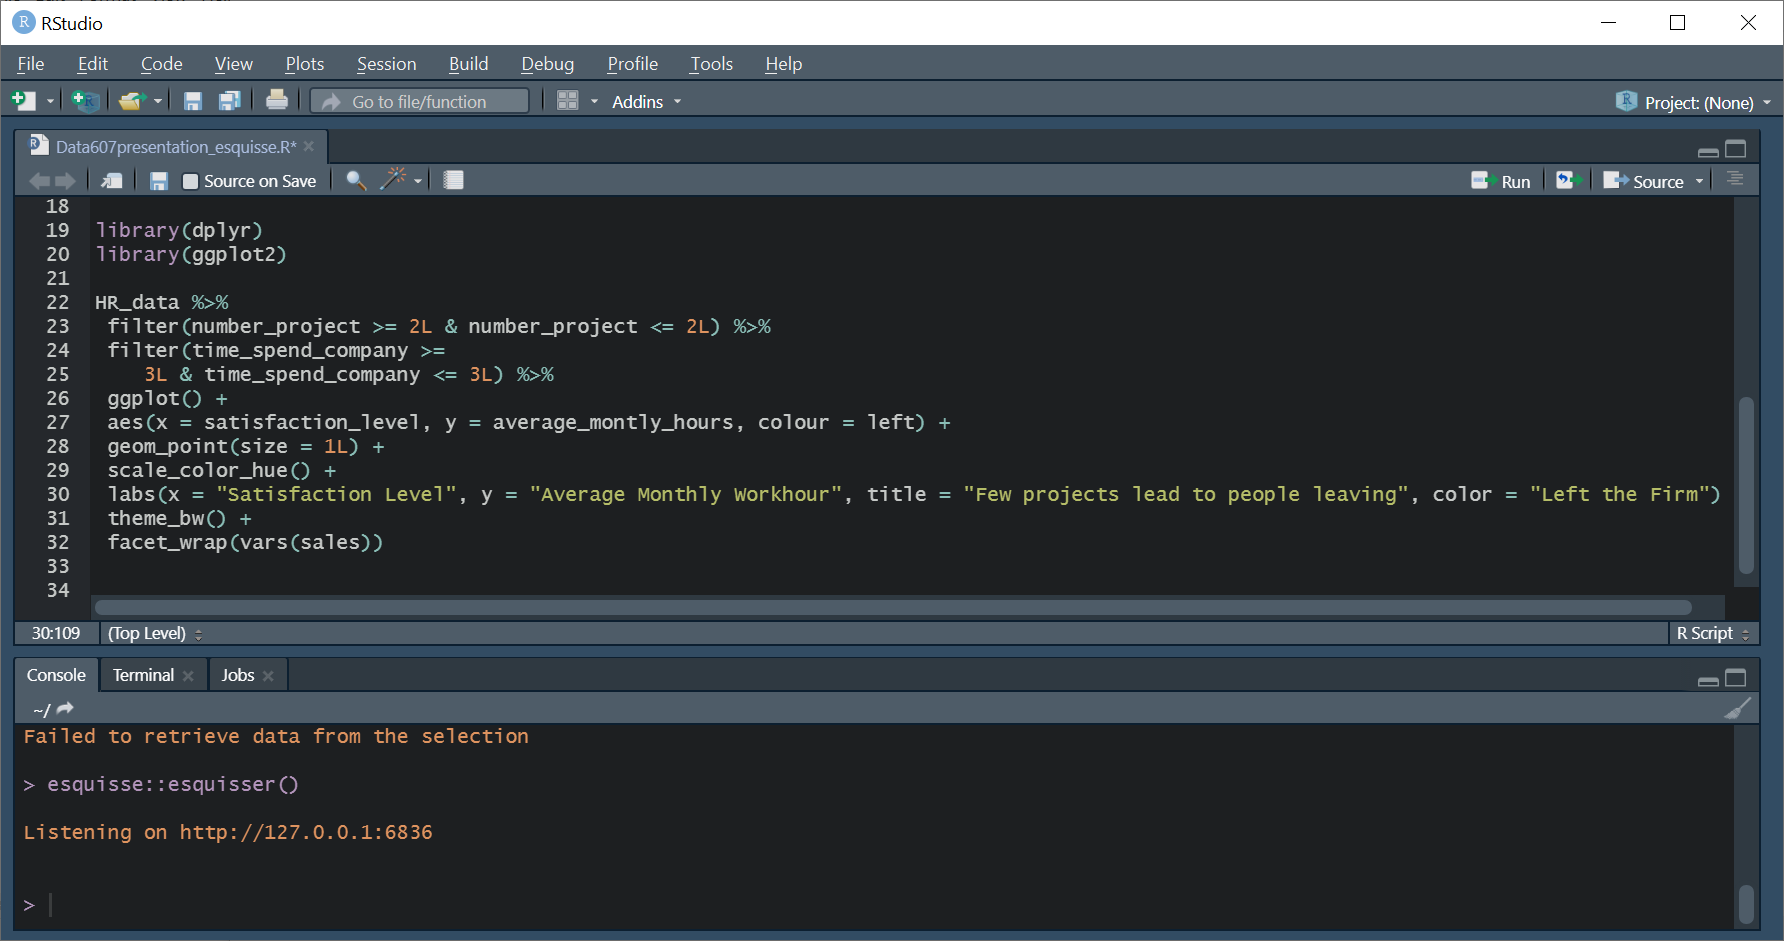 RStudio
File Edit Code View Plots Session Build Debug Profile Tools Help
Go to file/function Addins Project: (None)
Data607presentation_esquisse.R*
Source on Save Run Source
18
19 library(dplyr)
20 library(ggplot2)
21
22 HR_data %>%
23  filter(number_project >= 2L & number_project <= 2L) %>%
24  filter(time_spend_company >=
25     3L & time_spend_company <= 3L) %>%
26  ggplot() +
27  aes(x = satisfaction_level, y = average_montly_hours, colour = left) +
28  geom_point(size = 1L) +
29  scale_color_hue() +
30  labs(x = "Satisfaction Level", y = "Average Monthly Workhour", title = "Few projects lead to people leaving", color = "Left the Firm")
31  theme_bw() +
32  facet_wrap(vars(sales))
33
34
30:109 (Top Level) R Script
Console Terminal Jobs
~/
Failed to retrieve data from the selection
> esquisse::esquisser()
Listening on http://127.0.0.1:6836
>